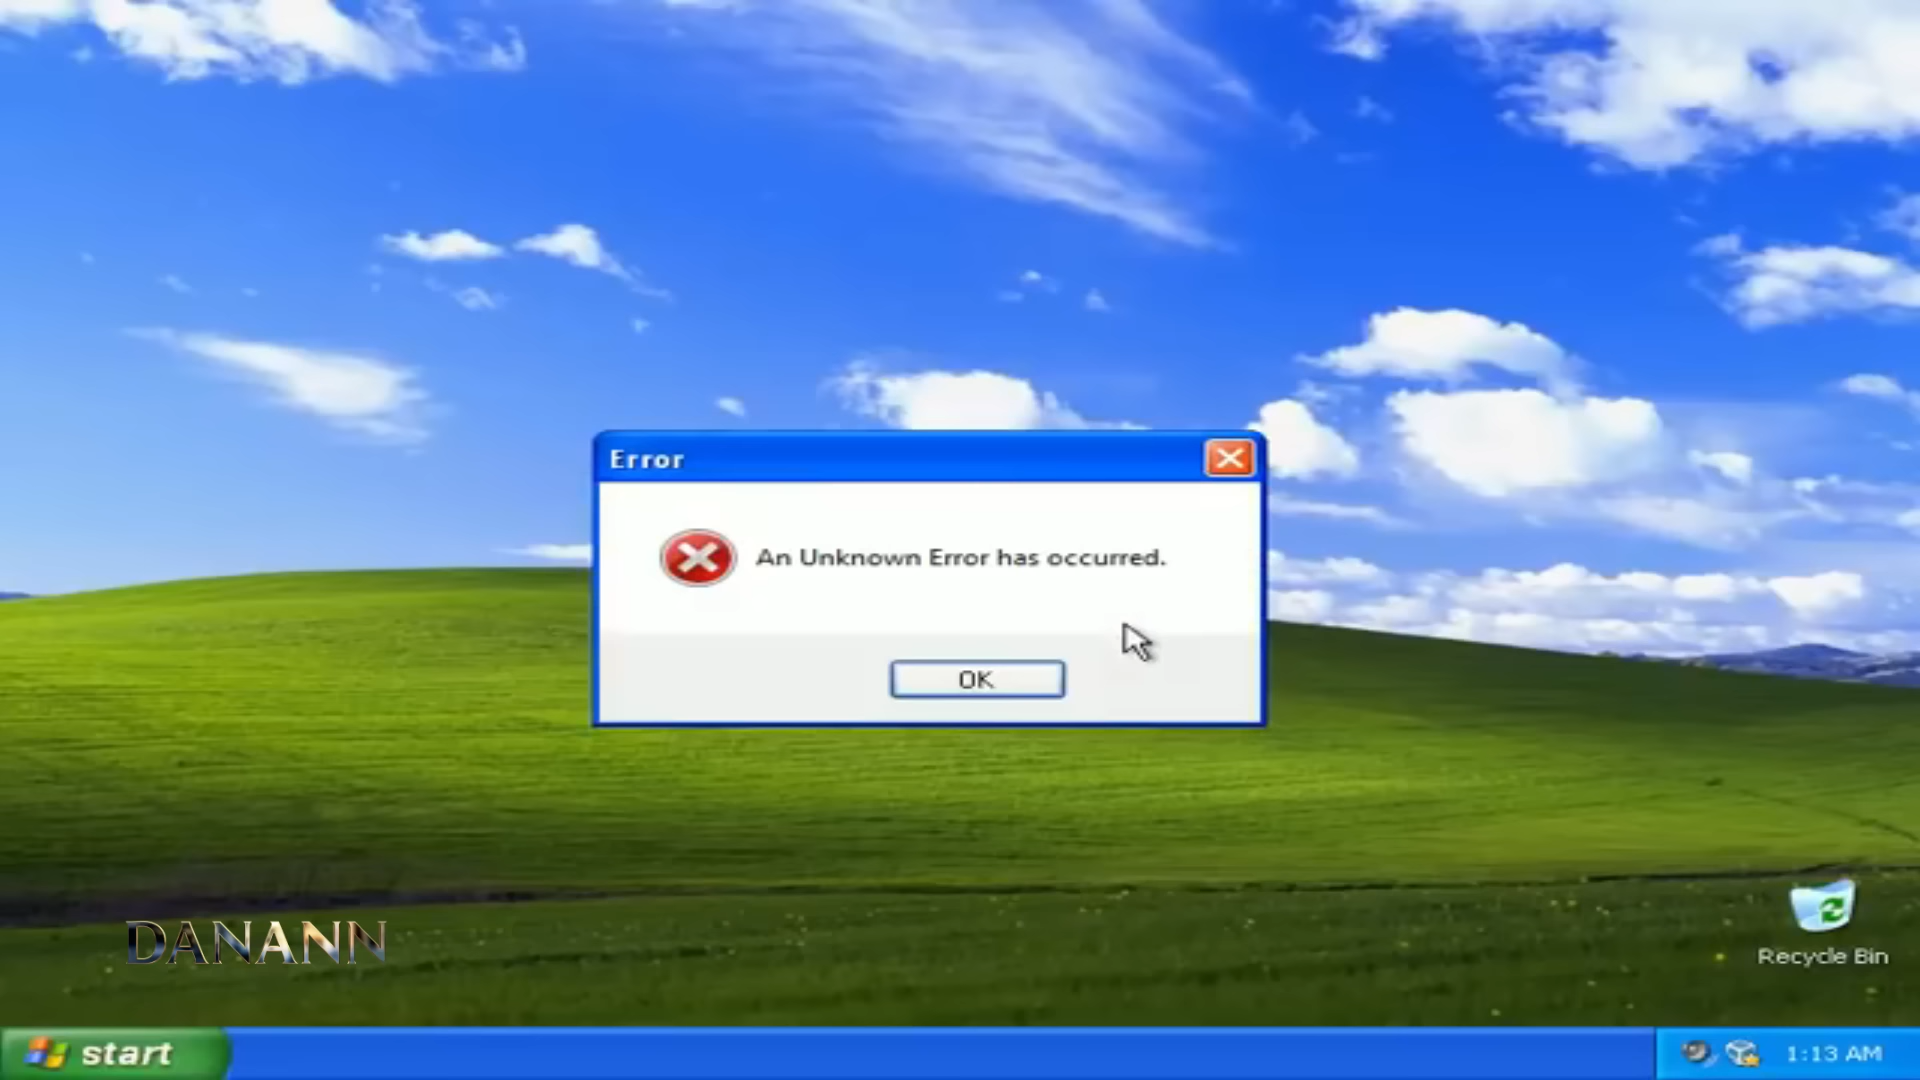 Error
An Unknown Error has occurred.
OK
DANANN
Recycle Bin
start
1:13 AM